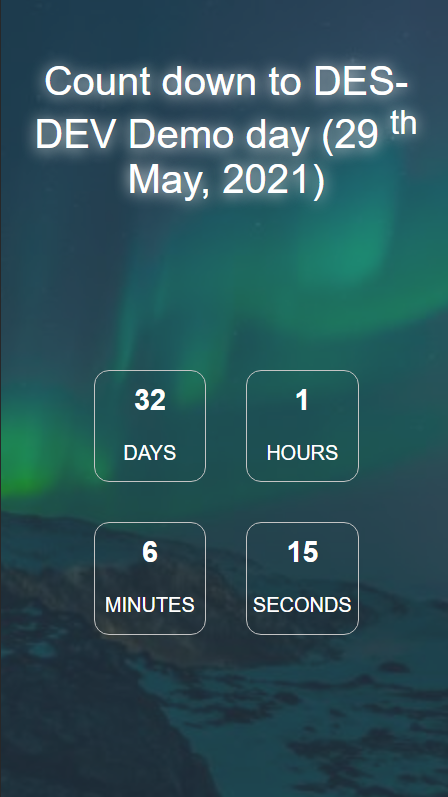 Count down to DES-
DEV Demo day (29 th
May, 2021)
32
DAYS
1
HOURS
6
MINUTES
15
SECONDS